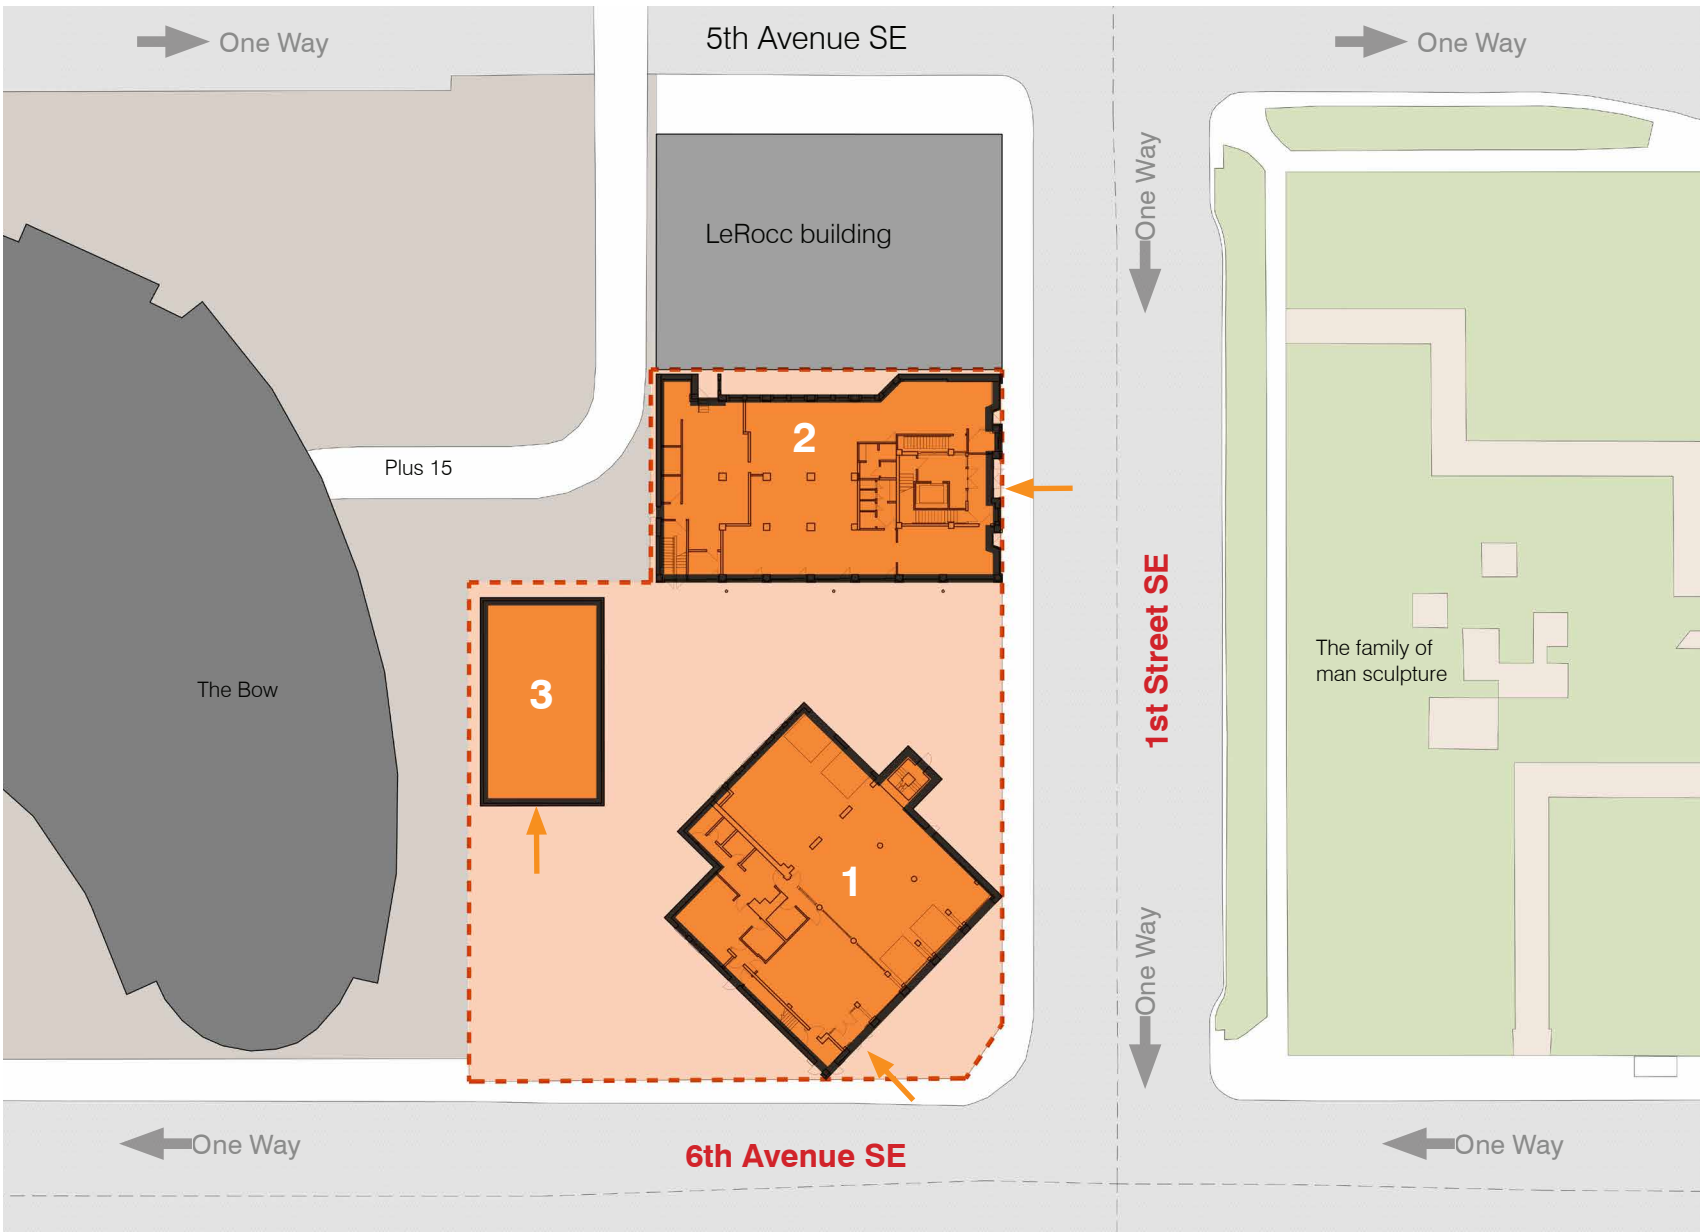 One Way
5th Avenue SE
One Way
One Way
LeRocc building
2
Plus 15
1st Street SE
The family of
man sculpture
The Bow
3
1
One Way
One Way
6th Avenue SE
One Way